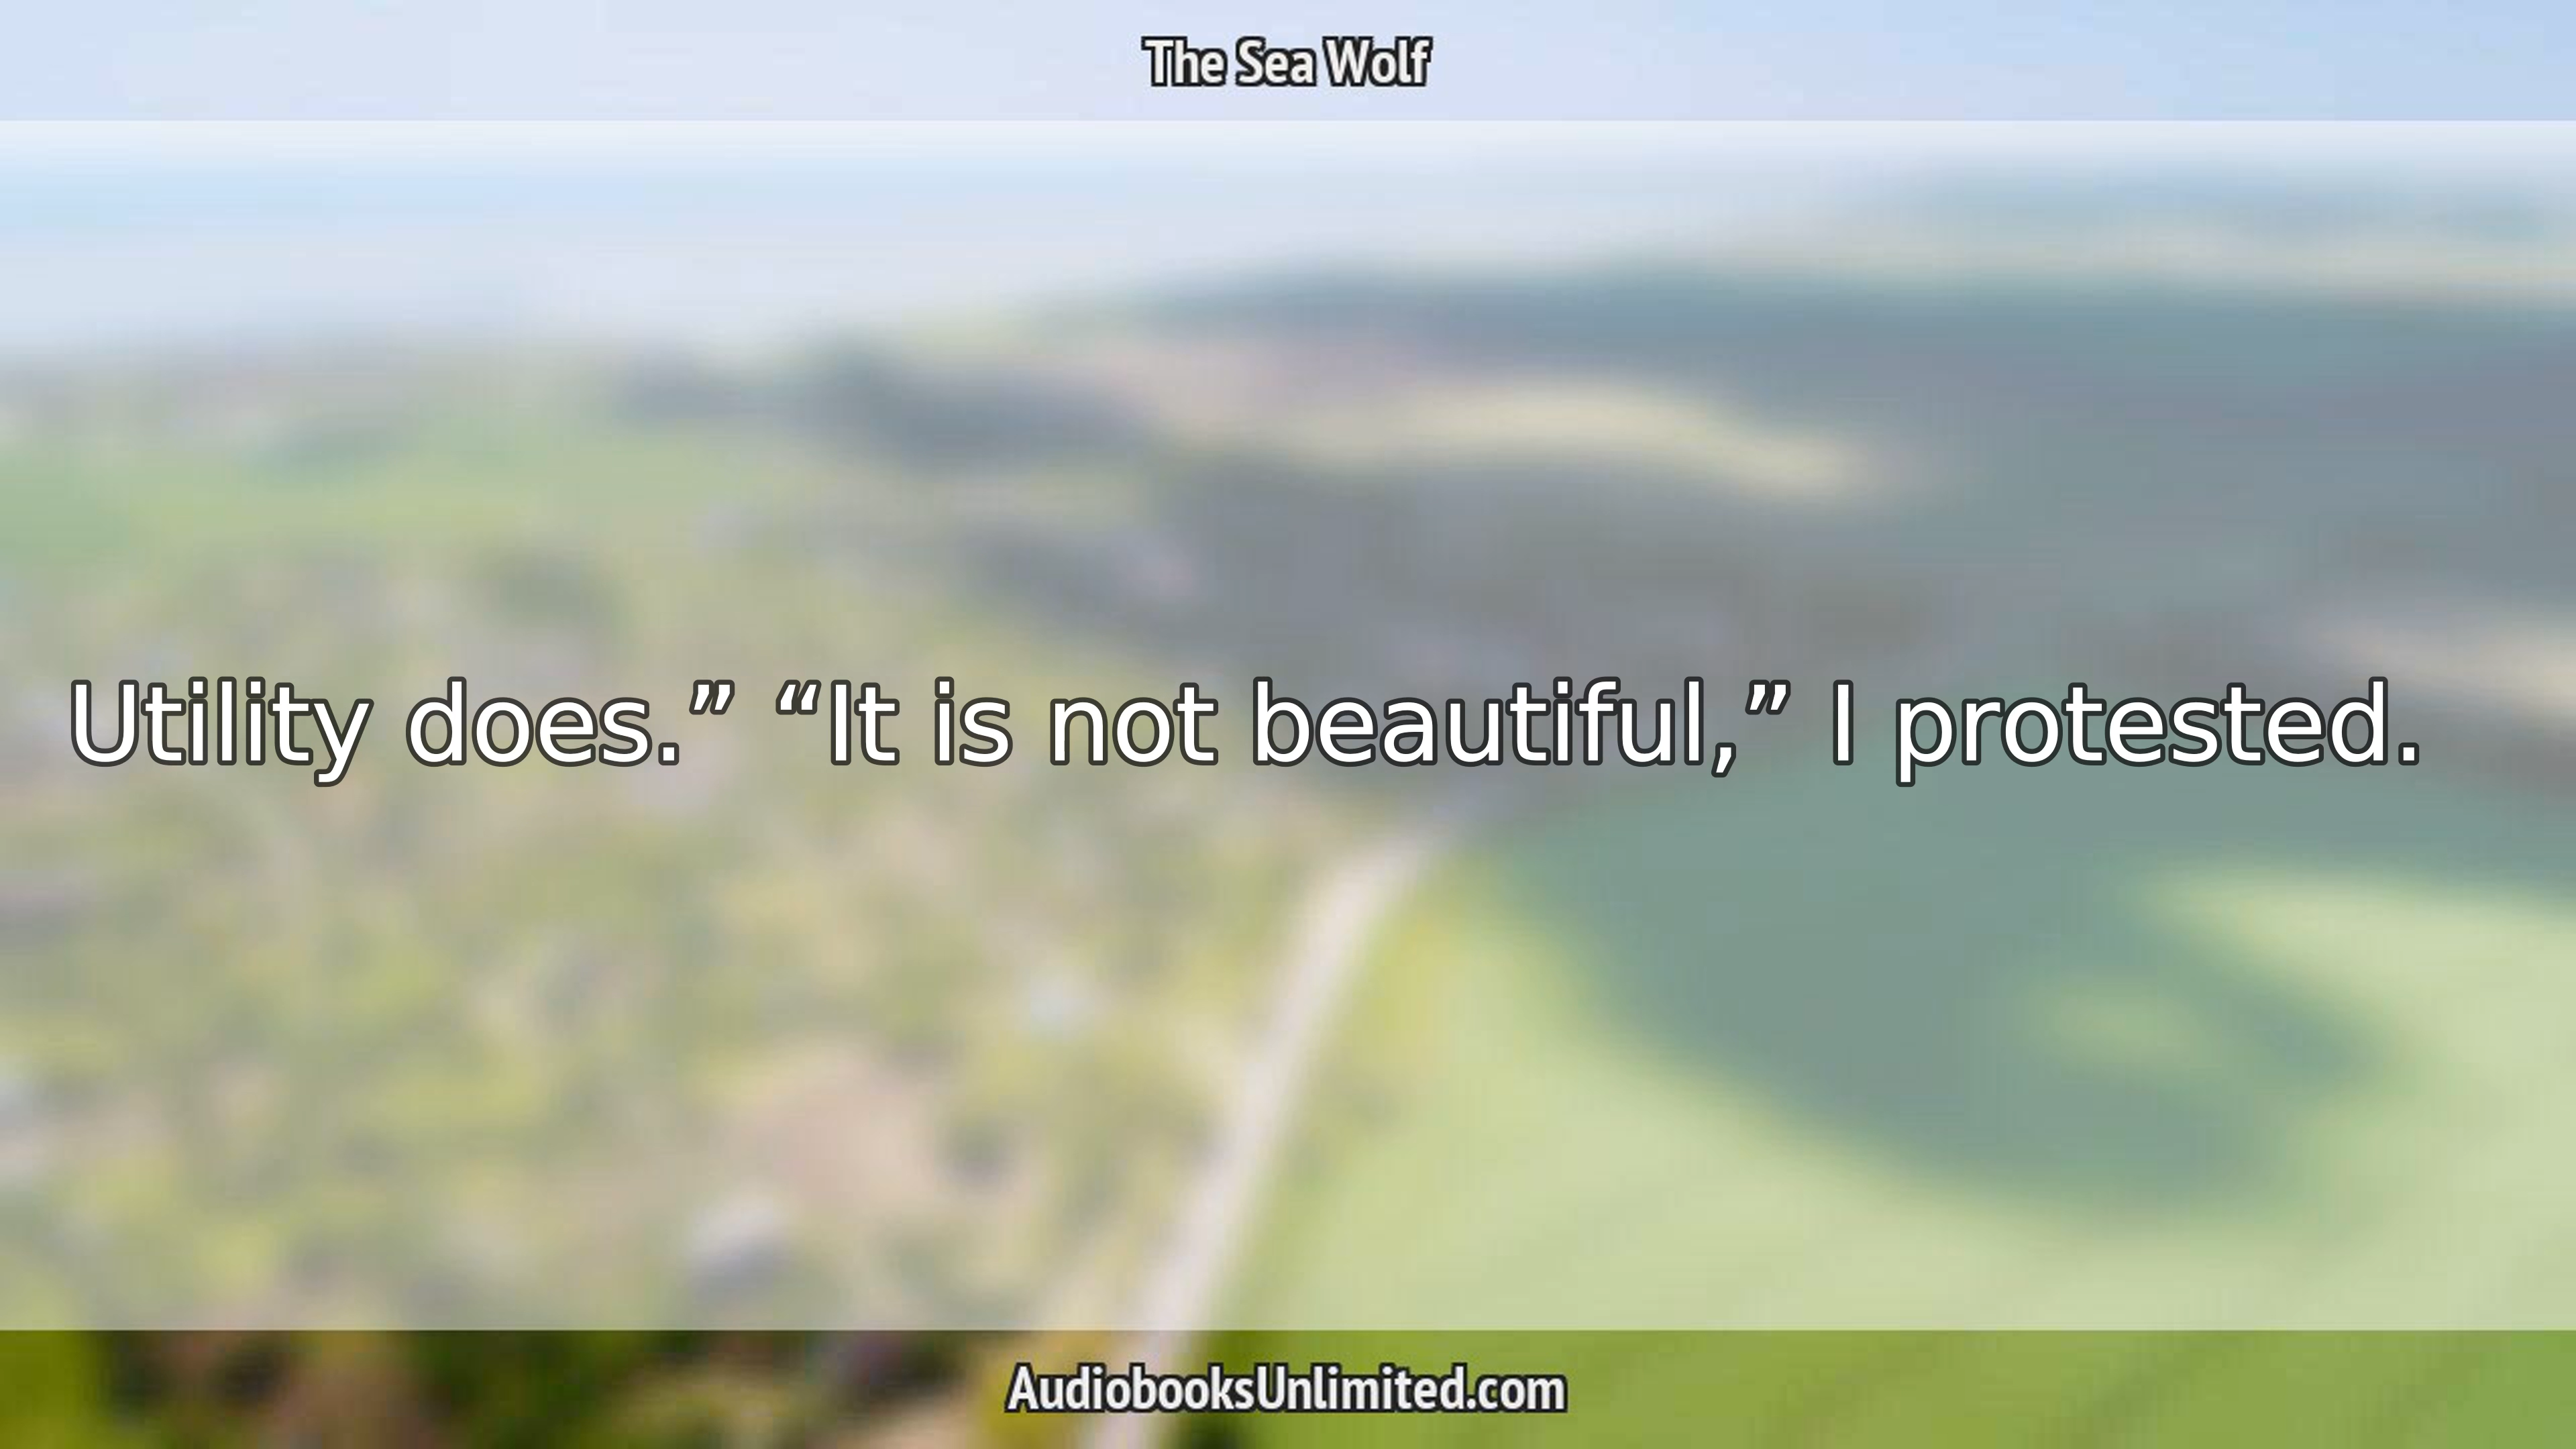 The Sea Wolf
Utility does.” “It is not beautiful,” I protested.
AudiobooksUnlimited.com